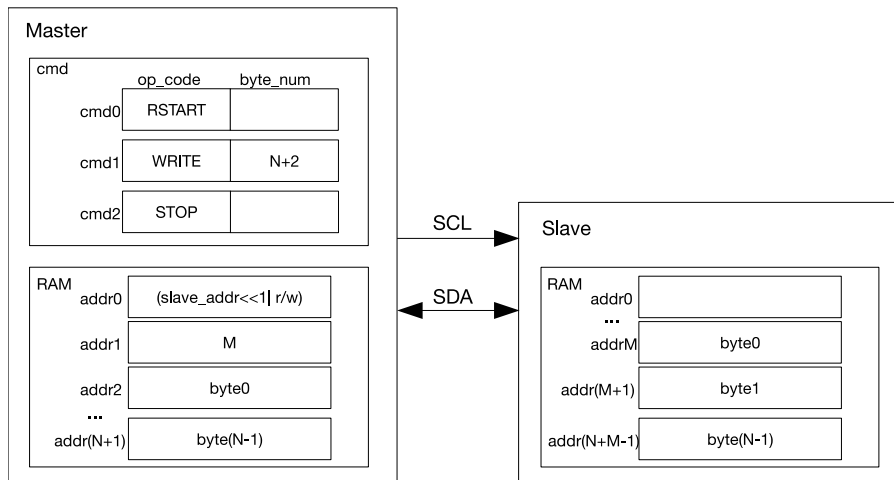 Master
cmd
op_code byte_num
cmd0 RSTART
cmd1 WRITE N+2
cmd2 STOP
RAM
addr0 (slave_addr<<1| r/w)
addr1 M
addr2 byte0
...
addr(N+1) byte(N-1)
SCL
SDA
Slave
RAM
addr0
...
addrM byte0
addr(M+1) byte1
addr(N+M-1) byte(N-1)